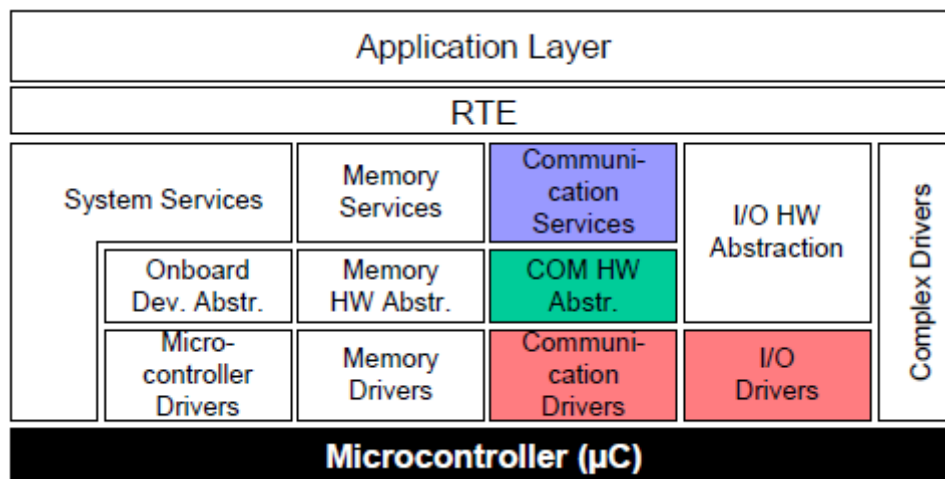 Application Layer
RTE
System Services
Memory
Services
Communi-
cation
Services
I/O HW
Abstraction
Complex Drivers
Onboard
Dev. Abstr.
Memory
HW Abstr.
COM HW
Abstr.
Micro-
controller
Drivers
Memory
Drivers
Communi-
cation
Drivers
I/O
Drivers
Microcontroller (µC)